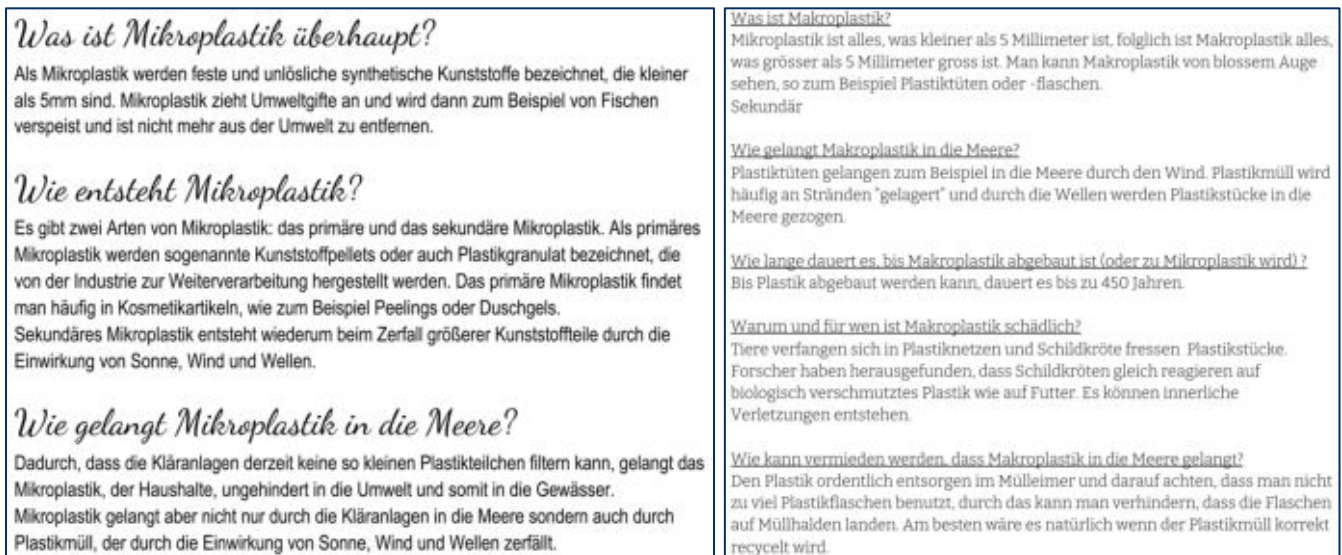 Was ist Mikroplastik überhaupt?
Als Mikroplastik werden feste und unlösliche synthetische Kunststoffe bezeichnet, die kleiner
als 5mm sind. Mikroplastik zieht Umweltgifte an und wird dann zum Beispiel von Fischen
verspeist und ist nicht mehr aus der Umwelt zu entfernen.
Wie entsteht Mikroplastik?
Es gibt zwei Arten von Mikroplastik: das primäre und das sekundäre Mikroplastik. Als primäres
Mikroplastik werden sogenannte Kunststoffpellets oder auch Plastikgranulat bezeichnet, die
von der Industrie zur Weiterverarbeitung hergestellt werden. Das primäre Mikroplastik findet
man häufig in Kosmetikartikeln, wie zum Beispiel Peelings oder Duschgels.
Sekundäres Mikroplastik entsteht wiederum beim Zerfall größerer Kunststoffteile durch die
Einwirkung von Sonne, Wind und Wellen.
Wie gelangt Mikroplastik in die Meere?
Dadurch, dass die Kläranlagen derzeit keine so kleinen Plastikteilchen filtern kann, gelangt das
Mikroplastik, der Haushalte, ungehindert in die Umwelt und somit in die Gewässer.
Mikroplastik gelangt aber nicht nur durch die Kläranlagen in die Meere sondern auch durch
Plastikmüll, der durch die Einwirkung von Sonne, Wind und Wellen zerfällt.
Was ist Makroplastik?
Mikroplastik ist alles, was kleiner als 5 Millimeter ist, folglich ist Makroplastik alles,
was grösser als 5 Millimeter gross ist. Man kann Makroplastik von blossem Auge
sehen, so zum Beispiel Plastiktüten oder -flaschen.
Sekundär
Wie gelangt Makroplastik in die Meere?
Plastiktüten gelangen zum Beispiel in die Meere durch den Wind. Plastikmüll wird
häufig an Stränden "gelagert" und durch die Wellen werden Plastikstücke in die
Meere gezogen.
Wie lange dauert es, bis Makroplastik abgebaut ist (oder zu Mikroplastik wird) ?
Bis Plastik abgebaut werden kann, dauert es bis zu 450 Jahren.
Warum und für wen ist Makroplastik schädlich?
Tiere verfangen sich in Plastiknetzen und Schildkröte fressen Plastikstücke.
Forscher haben herausgefunden, dass Schildkröten gleich reagieren auf
biologisch verschmutztes Plastik wie auf Futter. Es können innerliche
Verletzungen entstehen.
Wie kann vermieden werden, dass Makroplastik in die Meere gelangt?
Den Plastik ordentlich entsorgen im Mülleimer und darauf achten, dass man nicht
zu viel Plastikflaschen benutzt, durch das kann man verhindern, dass die Flaschen
auf Müllhalden landen. Am besten wäre es natürlich wenn der Plastikmüll korrekt
recycelt wird.